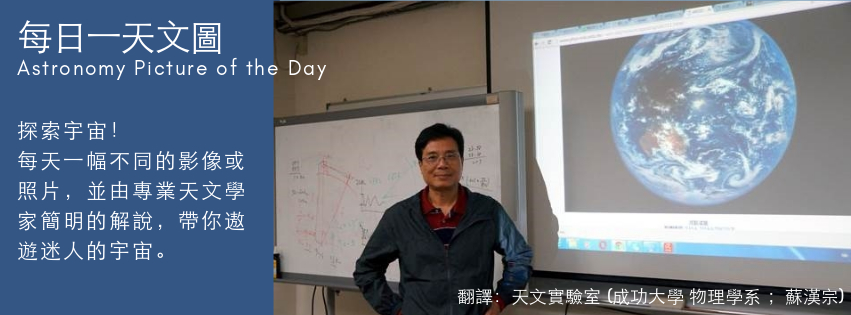 每日一天文圖
Astronomy Picture of the Day
探索宇宙！
每天一幅不同的影像或
照片，並由專業天文學
家簡明的解說，帶你遨
遊迷人的宇宙。
翻譯：天文實驗室 (成功大學 物理學系 ；蘇漢宗)